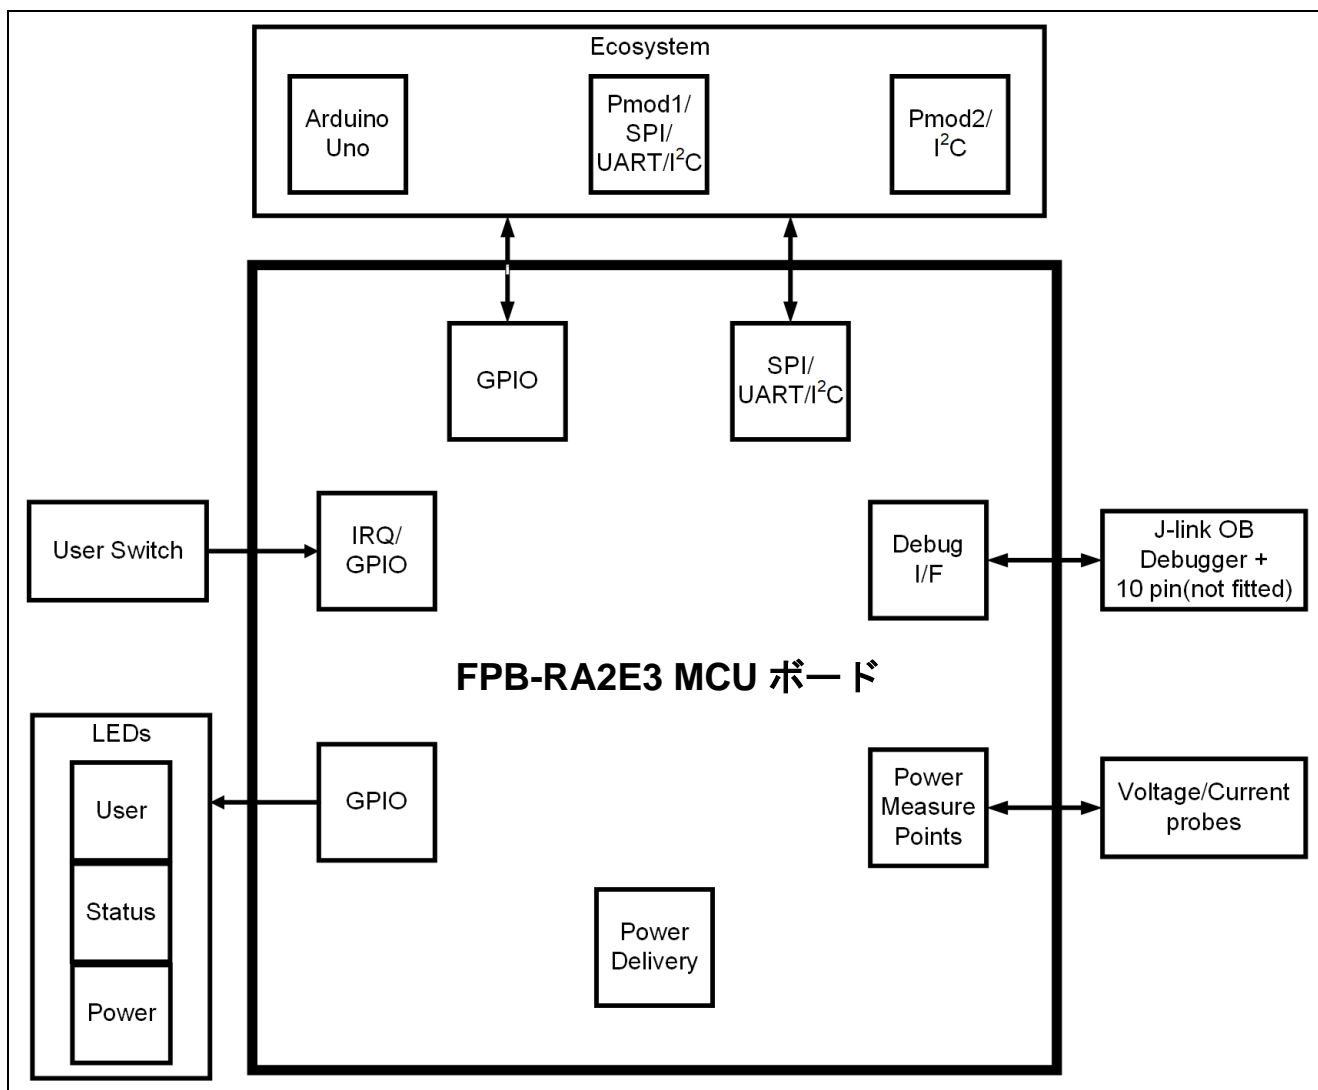 Ecosystem
Arduino
Uno
Pmod1/
SPI/
UART/I²C
Pmod2/
I²C
GPIO
SPI/
UART/I²C
User Switch
IRQ/
GPIO
Debug
I/F
J-link OB
Debugger +
10 pin(not fitted)
FPB-RA2E3 MCU ボード
LEDs
User
Status
Power
GPIO
Power
Measure
Points
Voltage/Current
probes
Power
Delivery